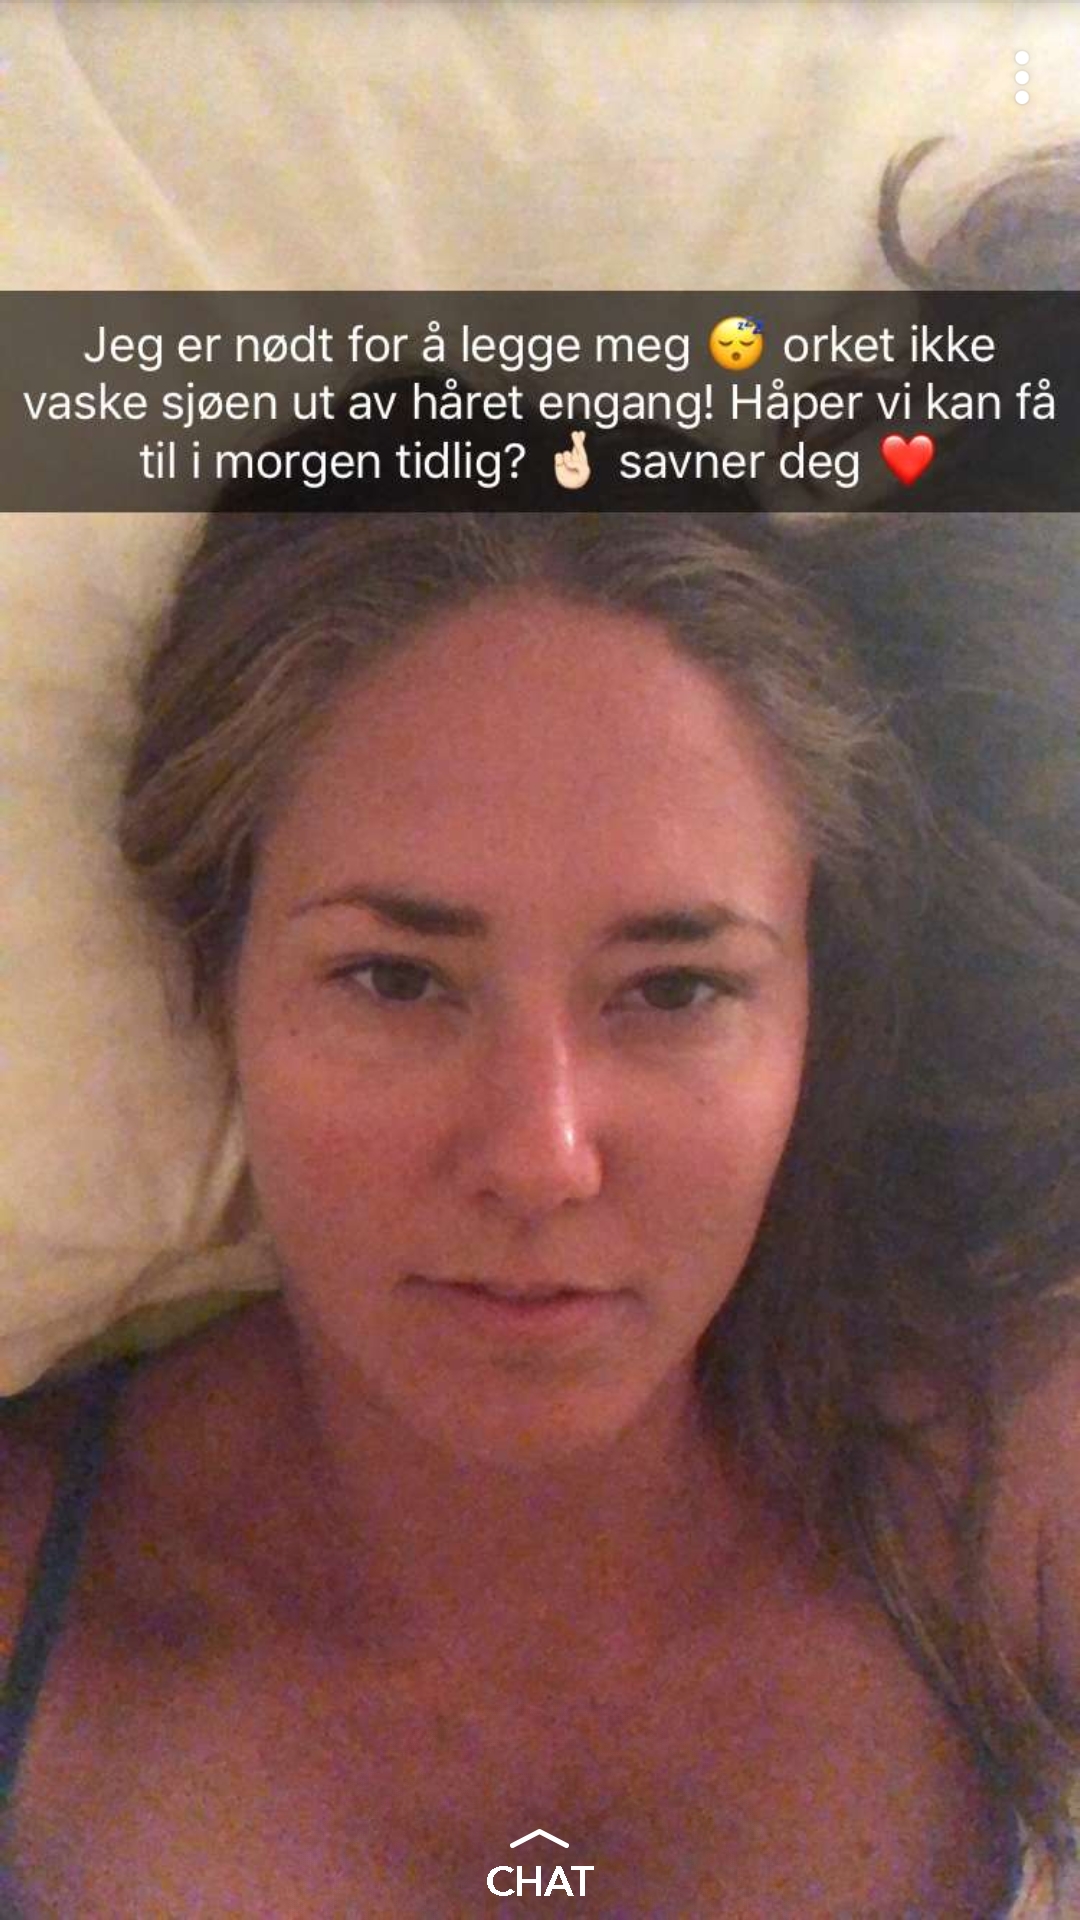 Jeg er nødt for å legge meg 😴 orket ikke
vaske sjøen ut av håret engang! Håper vi kan få
til i morgen tidlig? 🤞🏻 savner deg ❤️
CHAT